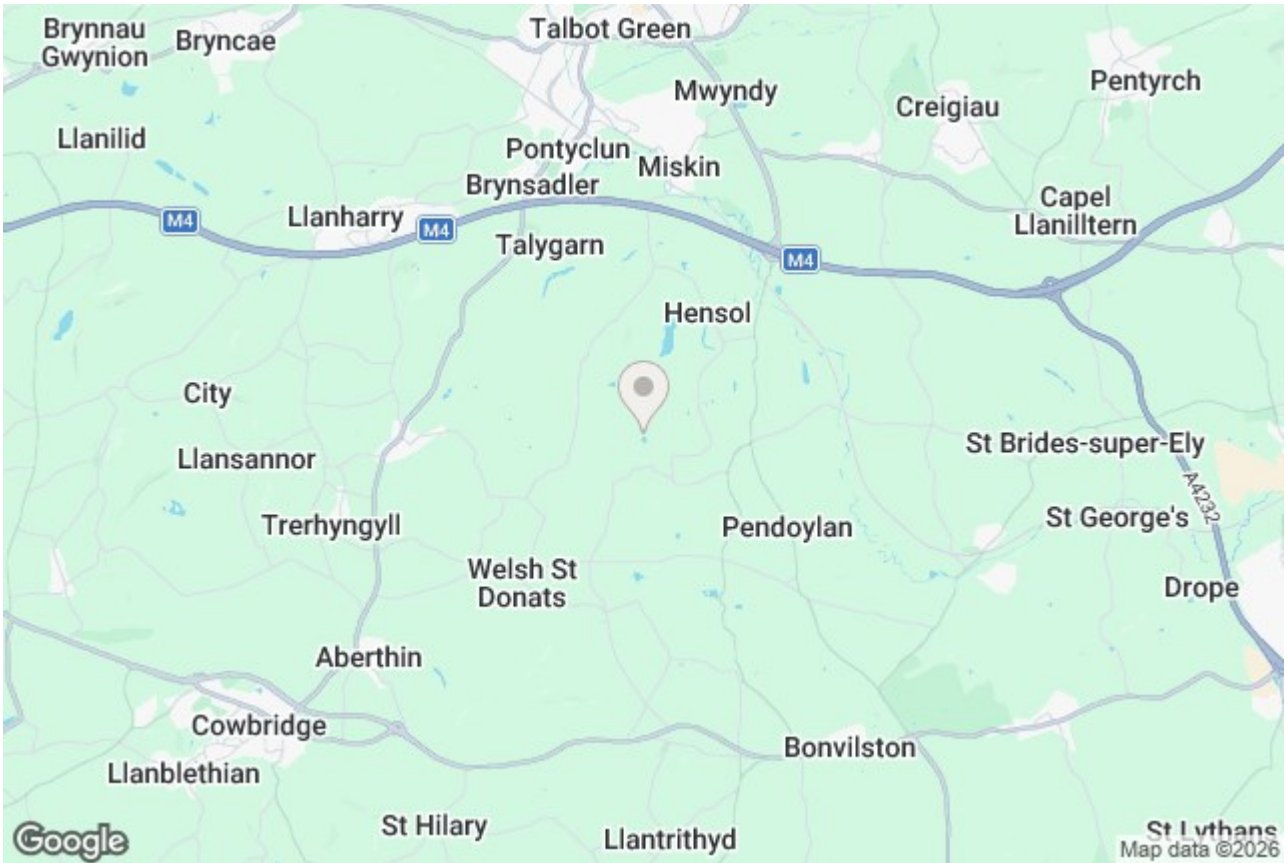 Brynnau
Gwynion
Bryncae
Talbot Green
Mwyndy
Pentyrch
Creigiau
Llanilid
Pontyclun
Miskin
Brynsadler
Capel
Llanilltern
Llanharry
M4
M4
Talygarn
M4
Hensol
City
St Brides-super-Ely
Llansannor
A4232
Trerhyngyll
Pendoylan
St George's
Welsh St
Donats
Drope
Aberthin
Cowbridge
Bonvilston
Llanblethian
St Hilary
Llantrithyd
St Lythans
Google
Map data ©2026